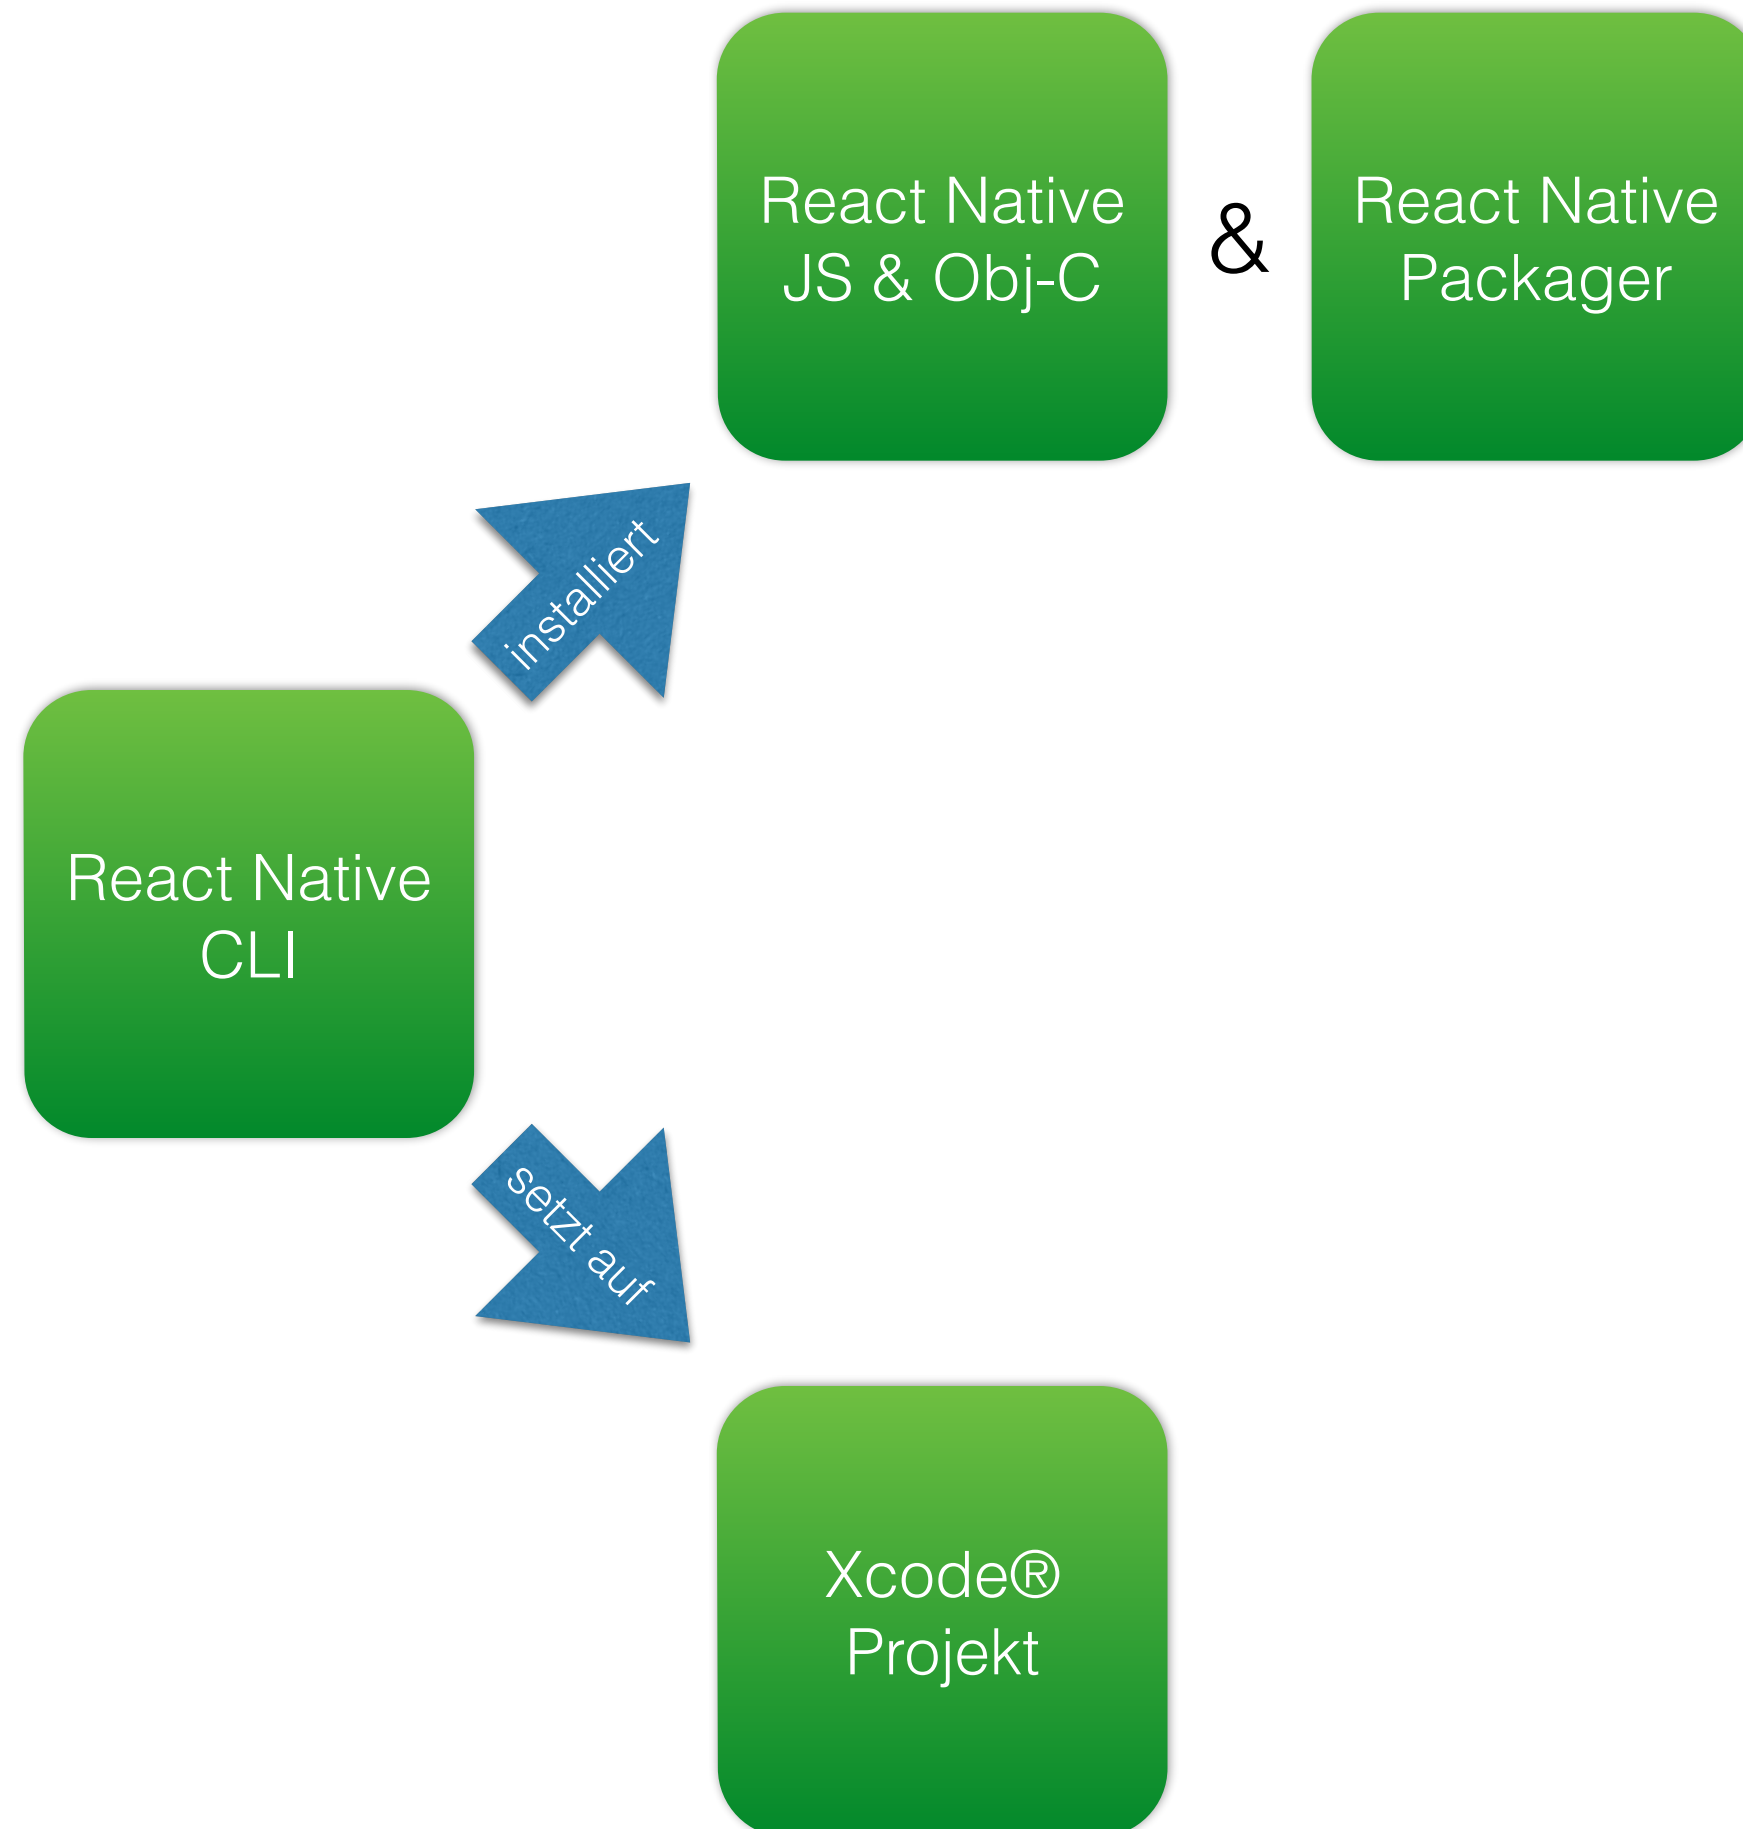 React Native
JS & Obj-C
&
React Native
Packager
installiert
React Native
CLI
setzt auf
Xcode®
Projekt